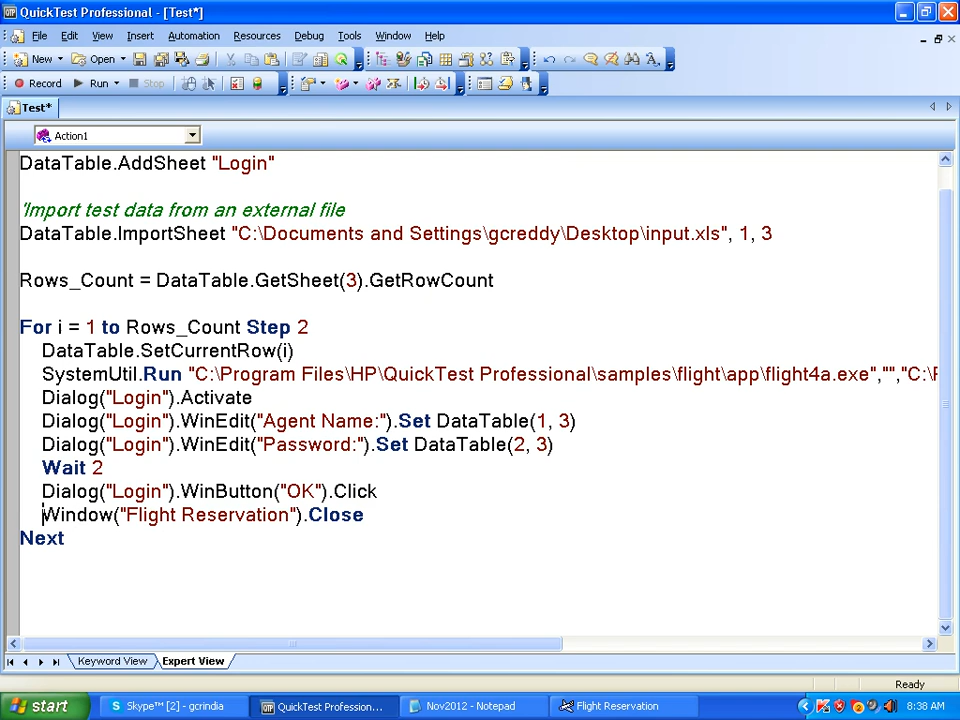 QuickTest Professional - [Test*]
File Edit View Insert Automation Resources Debug Tools Window Help
New Open
Record Run Stop
Test*
Action1
DataTable.AddSheet "Login"
'Import test data from an external file
DataTable.ImportSheet "C:\Documents and Settings\gcreddy\Desktop\input.xls", 1, 3
Rows_Count = DataTable.GetSheet(3).GetRowCount
For i = 1 to Rows_Count Step 2
DataTable.SetCurrentRow(i)
SystemUtil.Run "C:\Program Files\HP\QuickTest Professional\samples\flight\app\flight4a.exe","","C:\
Dialog("Login").Activate
Dialog("Login").WinEdit("Agent Name:").Set DataTable(1, 3)
Dialog("Login").WinEdit("Password:").Set DataTable(2, 3)
Wait 2
Dialog("Login").WinButton("OK").Click
Window("Flight Reservation").Close
Next
Keyword View Expert View
Ready
start Skype™ [2] - gcrindia QuickTest Profession... Nov2012 - Notepad Flight Reservation 8:38 AM